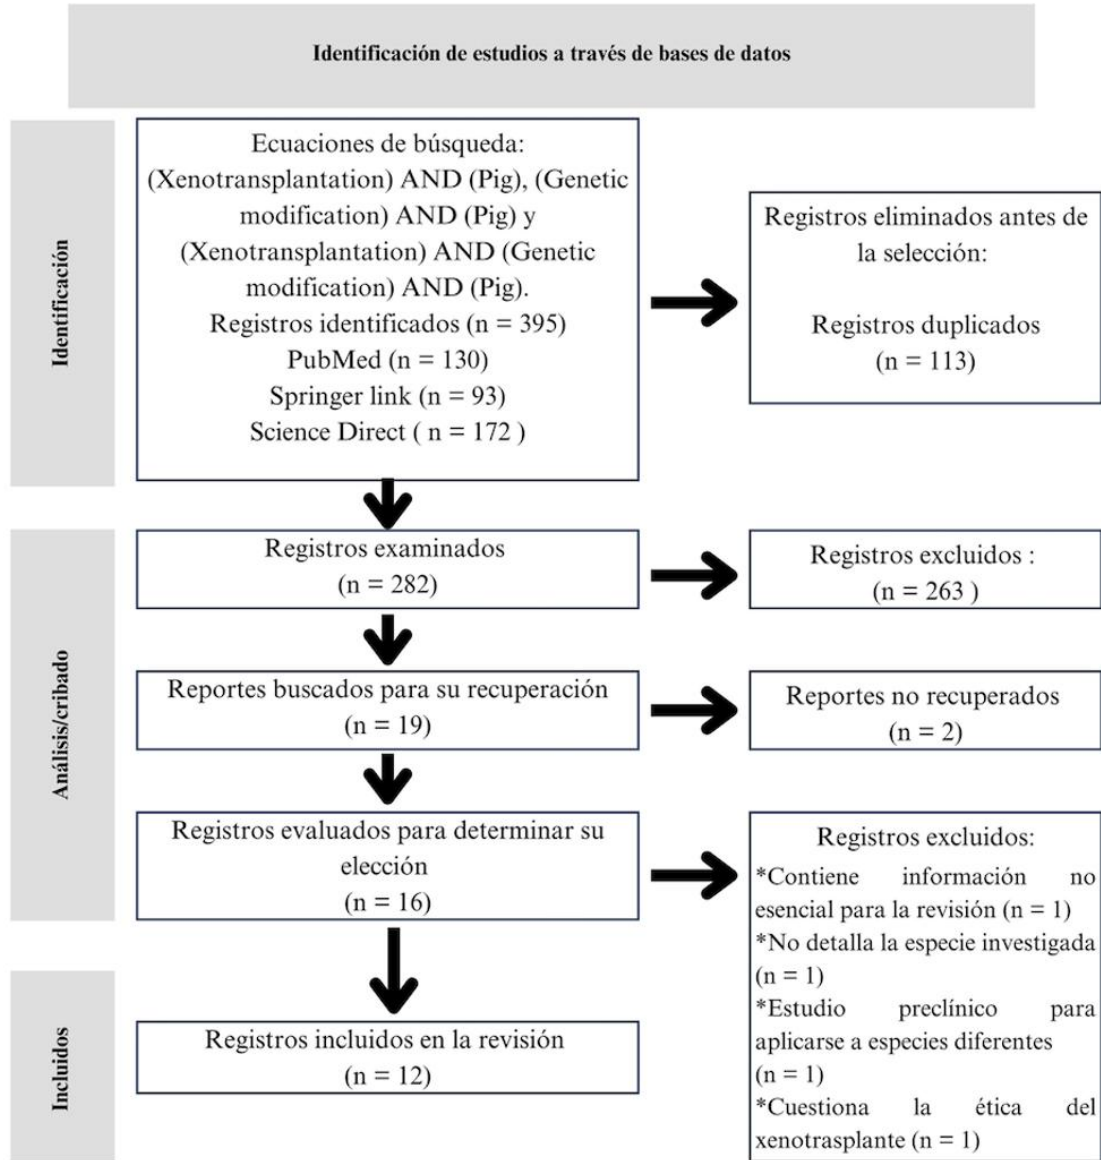 Identificación de estudios a través de bases de datos
Identificación
Ecuaciones de búsqueda:
(Xenotransplantation) AND (Pig), (Genetic
modification) AND (Pig) y
(Xenotransplantation) AND (Genetic
modification) AND (Pig).
Registros identificados (n = 395)
PubMed (n = 130)
Springer link (n = 93)
Science Direct ( n = 172 )
Registros eliminados antes de
la selección:
Registros duplicados
(n = 113)
Análisis/cribado
Registros examinados
(n = 282)
Registros excluidos :
(n = 263 )
Reportes buscados para su recuperación
(n = 19)
Reportes no recuperados
(n = 2)
Registros evaluados para determinar su
elección
(n = 16)
Registros excluidos:
*Contiene información no
esencial para la revisión (n = 1)
*No detalla la especie investigada
(n = 1)
*Estudio preclínico para
aplicarse a especies diferentes
(n = 1)
*Cuestiona la ética del
xenotrasplante (n = 1)
Incluidos
Registros incluidos en la revisión
(n = 12)